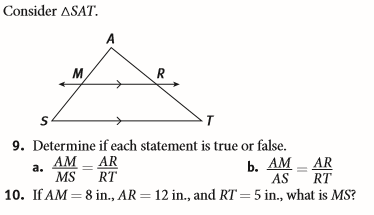 Consider △SAT.
A
M
R
S
T
9. Determine if each statement is true or false.
a. AM/MS = AR/RT
b. AM/AS = AR/RT
10. If AM = 8 in., AR = 12 in., and RT = 5 in., what is MS?